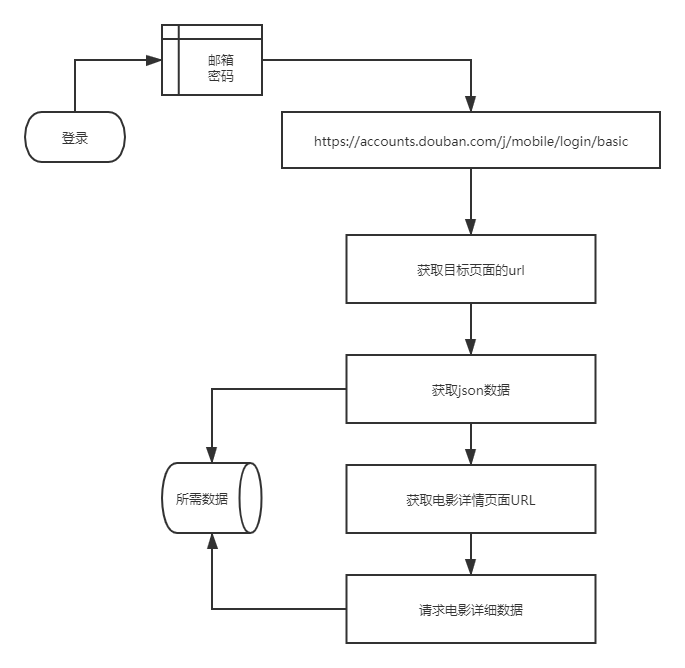 邮箱
密码
登录
https://accounts.douban.com/j/mobile/login/basic
获取目标页面的url
获取json数据
所需数据
获取电影详情页面URL
请求电影详细数据